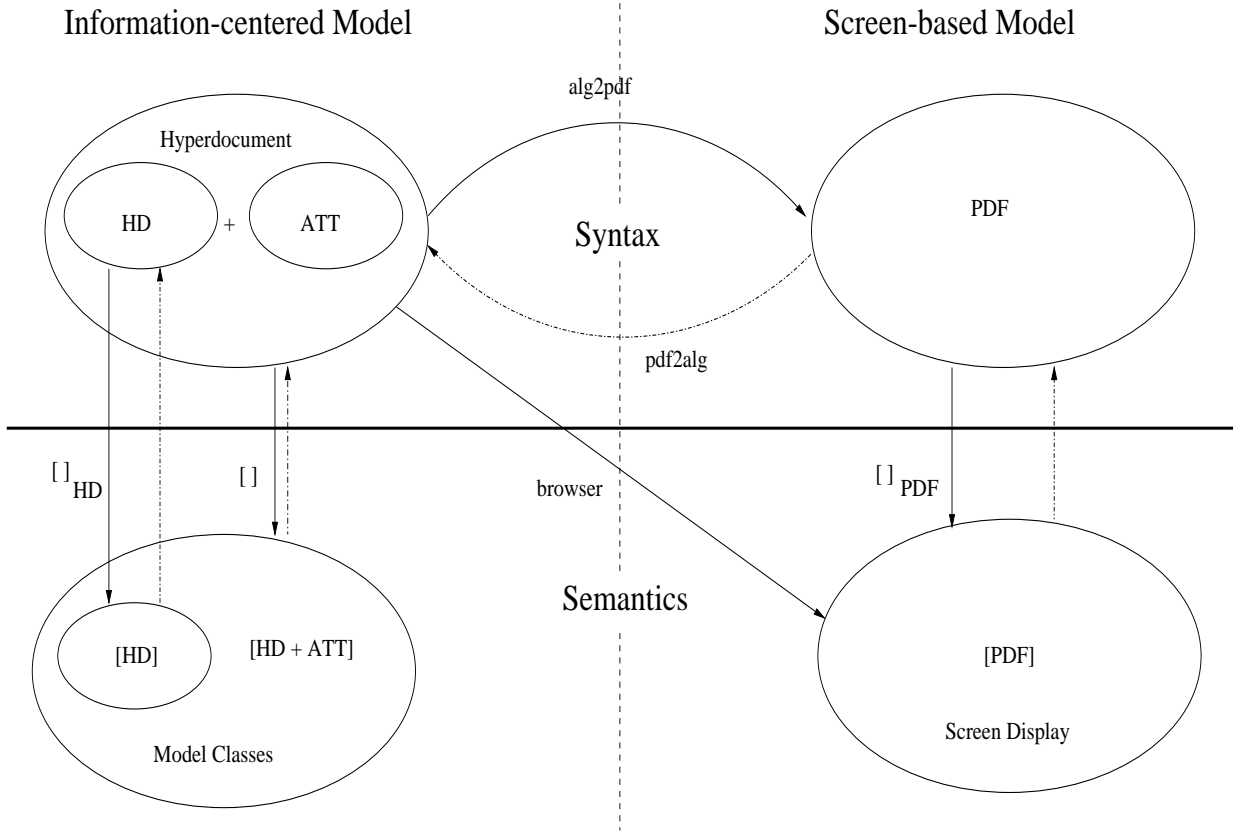 Information-centered Model
Screen-based Model
alg2pdf
Hyperdocument
HD + ATT
PDF
Syntax
pdf2alg
[ ] HD
[ ]
browser
[ ] PDF
Semantics
[HD]
[HD + ATT]
[PDF]
Model Classes
Screen Display